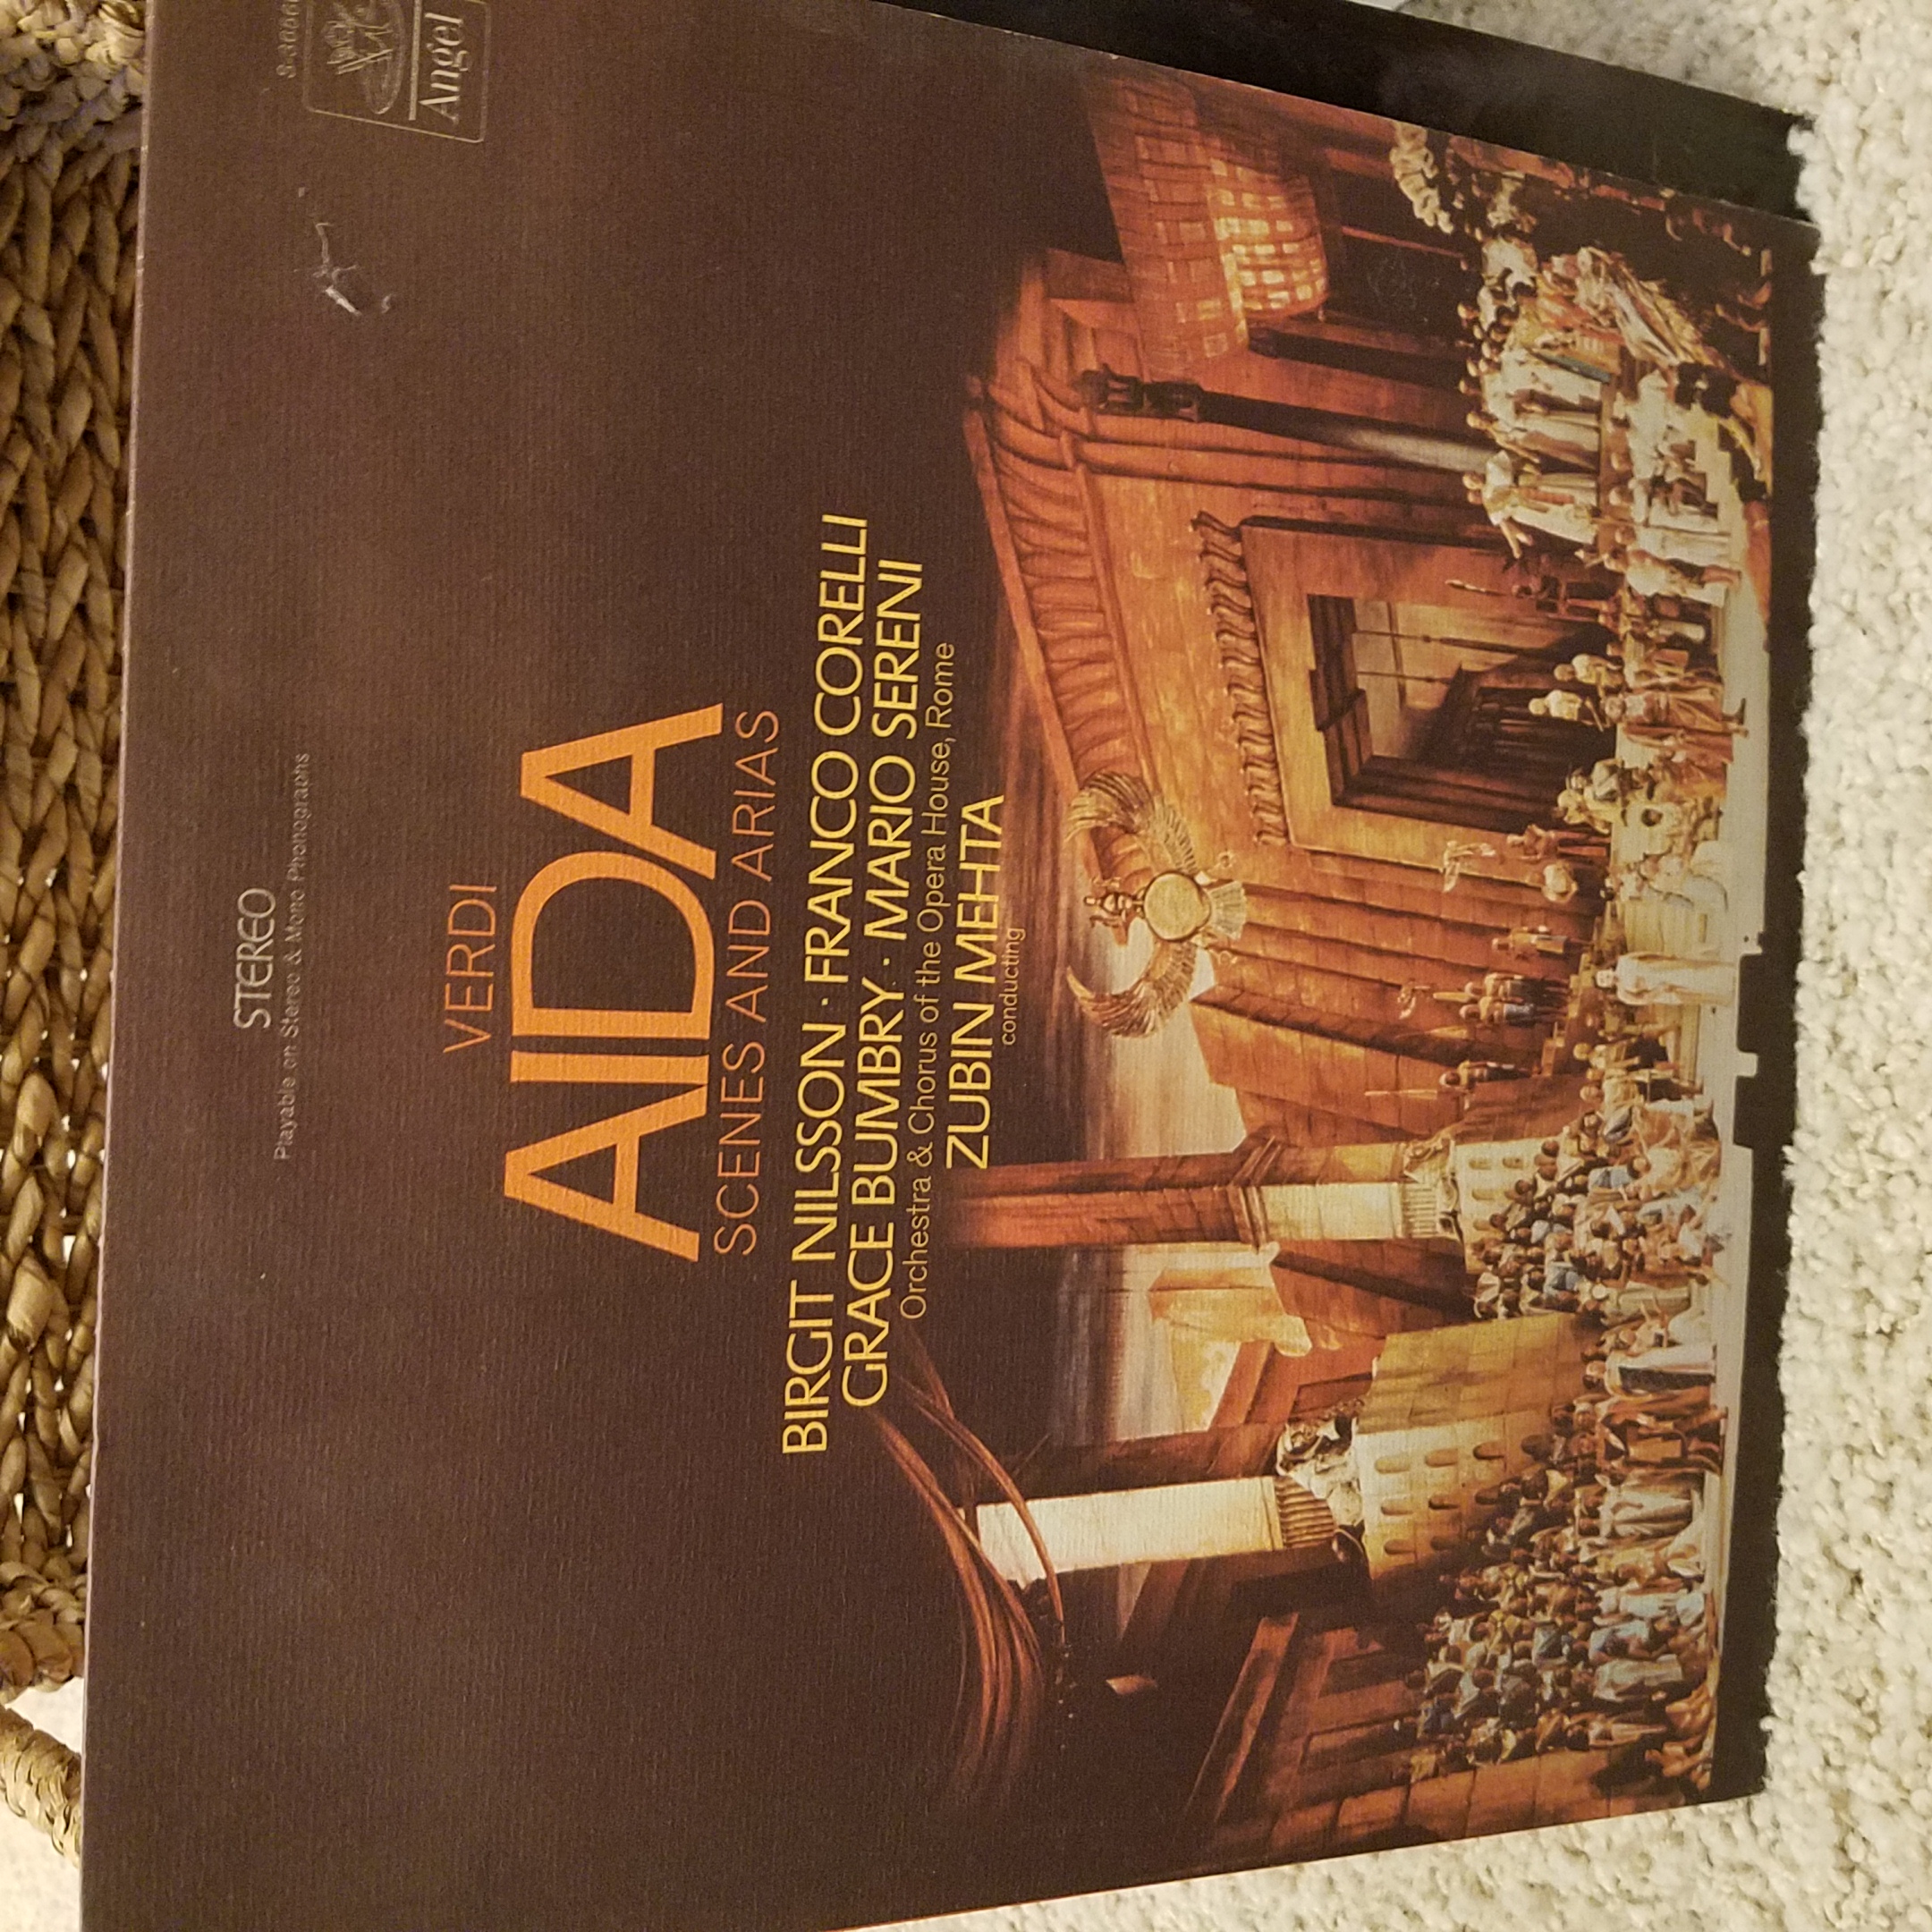 Angel
STEREO
Playable on Stereo & Mono Phonographs
VERDI
AIDA
SCENES AND ARIAS
BIRGIT NILSSON · FRANCO CORELLI
GRACE BUMBRY · MARIO SERENI
Orchestra & Chorus of the Opera House, Rome
ZUBIN MEHTA
conducting